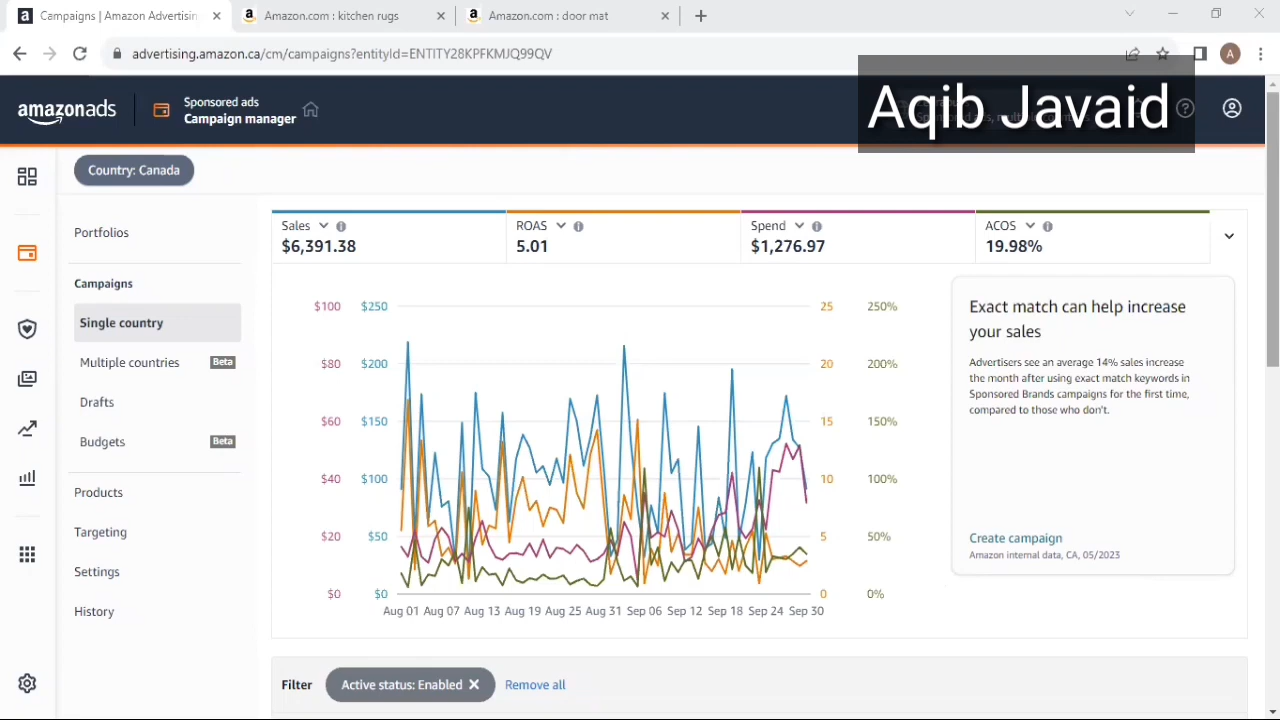 Campaigns | Amazon Advertisin
Amazon.com : kitchen rugs
Amazon.com : door mat
advertising.amazon.ca/cm/campaigns?entityId=ENTITY28KPFKMJQ99QV
A
amazonads
Sponsored ads
Campaign manager
Aqib Javaid
Country: Canada
Portfolios
Campaigns
Single country
Multiple countries Beta
Drafts
Budgets Beta
Products
Targeting
Settings
History
Sales
$6,391.38
ROAS
5.01
Spend
$1,276.97
ACOS
19.98%
$100 $250 25 250%
$80 $200 20 200%
$60 $150 15 150%
$40 $100 10 100%
$20 $50 5 50%
$0 $0 0 0%
Aug 01 Aug 07 Aug 13 Aug 19 Aug 25 Aug 31 Sep 06 Sep 12 Sep 18 Sep 24 Sep 30
Exact match can help increase
your sales
Advertisers see an average 14% sales increase
the month after using exact match keywords in
Sponsored Brands campaigns for the first time,
compared to those who don't.
Create campaign
Amazon internal data, CA, 05/2023
Filter Active status: Enabled Remove all